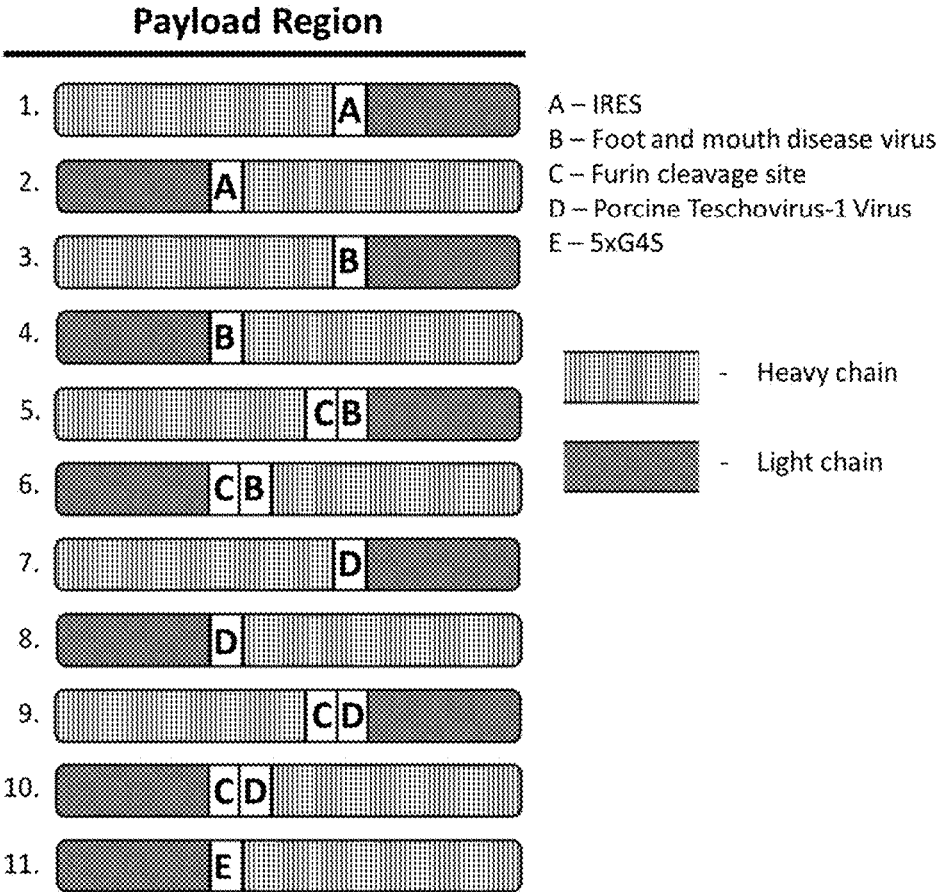 Payload Region
1. A
2. A
3. B
4. B
5. C B
6. C B
7. D
8. D
9. C D
10. C D
11. E
A – IRES
B – Foot and mouth disease virus
C – Furin cleavage site
D – Porcine Teschovirus-1 Virus
E – 5xG4S
- Heavy chain
- Light chain